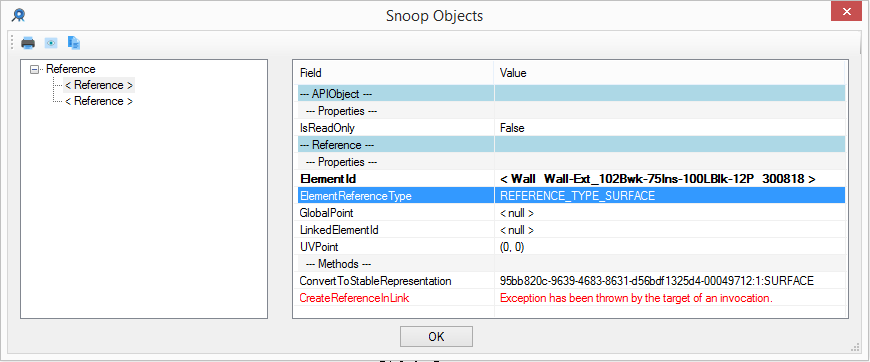 Snoop Objects
Reference
< Reference >
< Reference >
Field Value
--- APIObject ---
--- Properties ---
IsReadOnly False
--- Reference ---
--- Properties ---
ElementId < Wall Wall-Ext_102Bwk-75Ins-100LBlk-12P 300818 >
ElementReferenceType REFERENCE_TYPE_SURFACE
GlobalPoint < null >
LinkedElementId < null >
UVPoint (0, 0)
--- Methods ---
ConvertToStableRepresentation 95bb820c-9639-4683-8631-d56bdf1325d4-00049712:1:SURFACE
CreateReferenceInLink Exception has been thrown by the target of an invocation.
OK